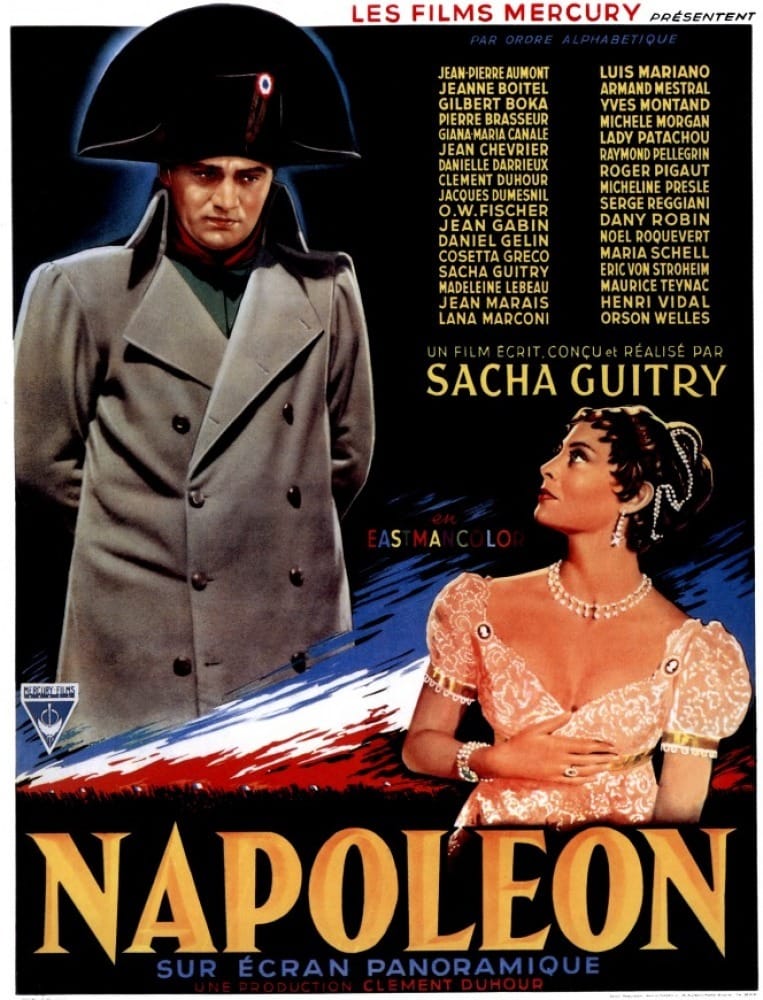 LES FILMS MERCURY PRÉSENTENT
PAR ORDRE ALPHABETIQUE
JEAN-PIERRE AUMONT
JEANNE BOITEL
GILBERT BOKA
PIERRE BRASSEUR
GIANA-MARIA CANALE
JEAN CHEVRIER
DANIELLE DARRIEUX
CLEMENT DUHOUR
JACQUES DUMESNIL
O.W. FISCHER
JEAN GABIN
DANIEL GELIN
COSETTA GRECO
SACHA GUITRY
MADELEINE LEBEAU
JEAN MARAIS
LANA MARCONI
LUIS MARIANO
ARMAND MESTRAL
YVES MONTAND
MICHELE MORGAN
LADY PATACHOU
RAYMOND PELLEGRIN
ROGER PIGAUT
MICHELINE PRESLE
SERGE REGGIANI
DANY ROBIN
NOEL ROQUEVERT
MARIA SCHELL
ERIC VON STROHEIM
MAURICE TEYNAC
HENRI VIDAL
ORSON WELLES
UN FILM ÉCRIT, CONÇU et RÉALISÉ PAR
SACHA GUITRY
en
EASTMANCOLOR
MERCURY-FILMS
NAPOLEON
SUR ÉCRAN PANORAMIQUE
UNE PRODUCTION CLEMENT DUHOUR